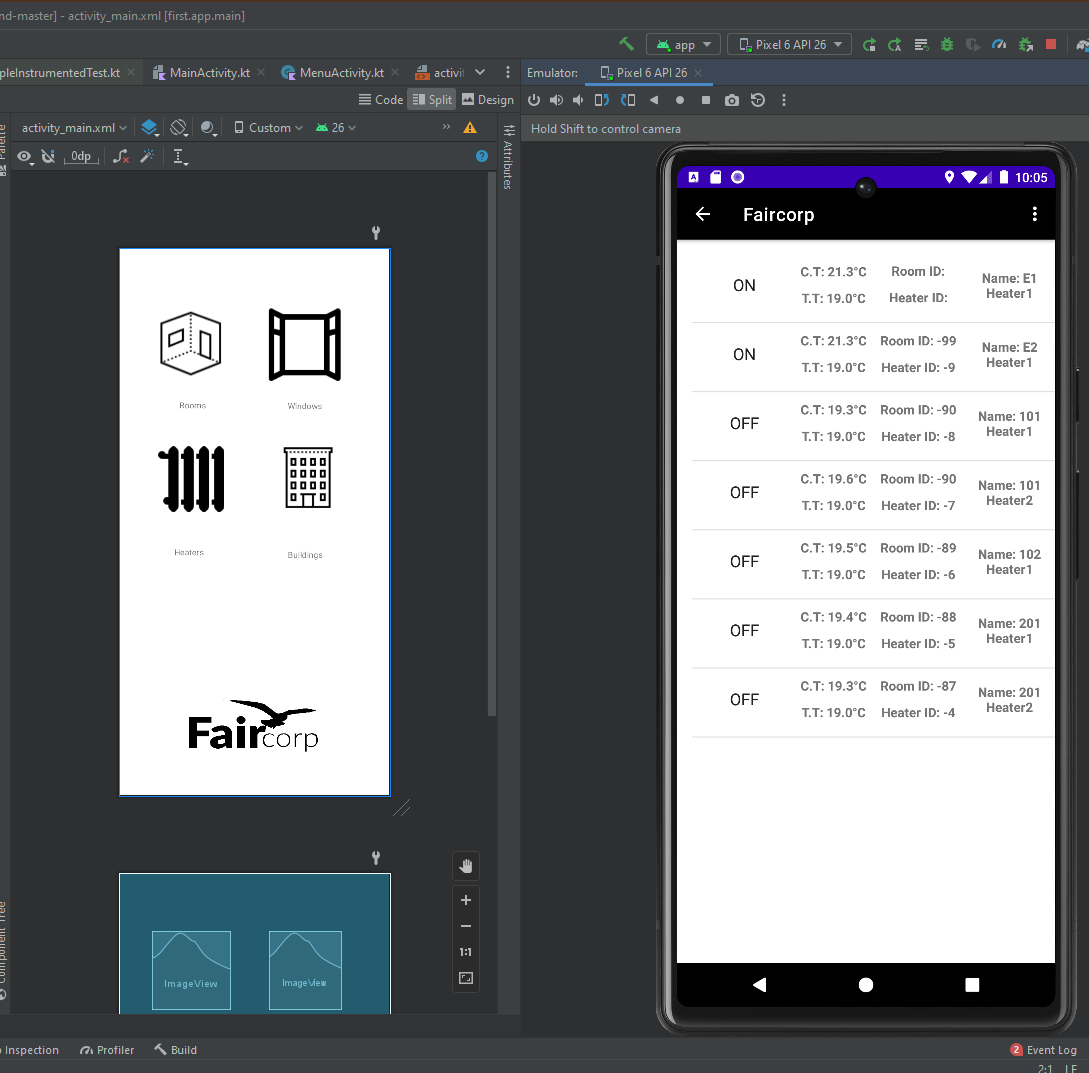 nd-master] - activity_main.xml [first.app.main]
app
Pixel 6 API 26
pleInstrumentedTest.kt
MainActivity.kt
MenuActivity.kt
activit
Emulator:
Pixel 6 API 26
Code
Split
Design
activity_main.xml
Custom
26
Hold Shift to control camera
0dp
Palette
Attributes
Component Tree
Rooms
Windows
Heaters
Buildings
Faircorp
ImageView
ImageView
1:1
10:05
Faircorp
ON
C.T: 21.3°C
Room ID:
T.T: 19.0°C
Heater ID:
Name: E1
Heater1
ON
C.T: 21.3°C
Room ID: -99
T.T: 19.0°C
Heater ID: -9
Name: E2
Heater1
OFF
C.T: 19.3°C
Room ID: -90
T.T: 19.0°C
Heater ID: -8
Name: 101
Heater1
OFF
C.T: 19.6°C
Room ID: -90
T.T: 19.0°C
Heater ID: -7
Name: 101
Heater2
OFF
C.T: 19.5°C
Room ID: -89
T.T: 19.0°C
Heater ID: -6
Name: 102
Heater1
OFF
C.T: 19.4°C
Room ID: -88
T.T: 19.0°C
Heater ID: -5
Name: 201
Heater1
OFF
C.T: 19.3°C
Room ID: -87
T.T: 19.0°C
Heater ID: -4
Name: 201
Heater2
Inspection
Profiler
Build
2
Event Log
2:1
LF